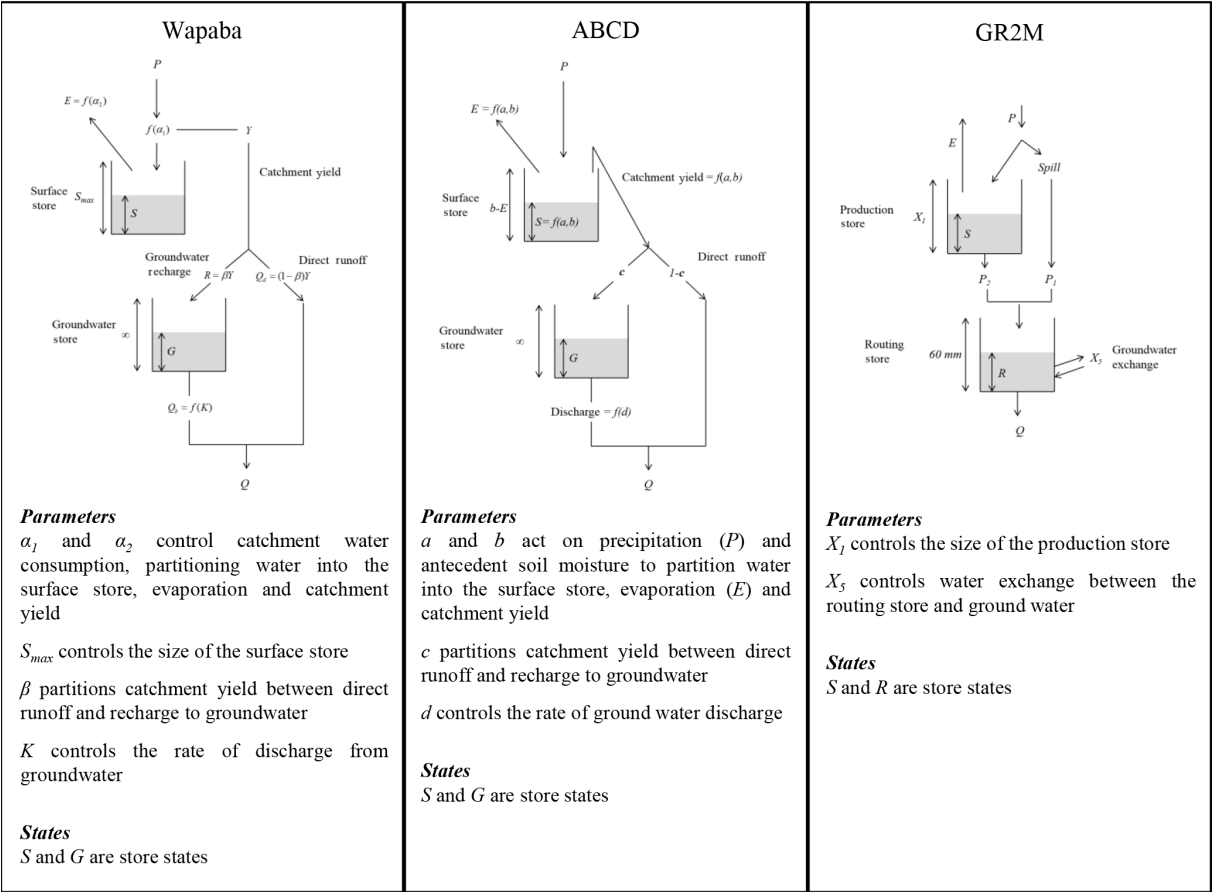 Wapaba
P
E = f(α₂)
f(α₁)
Y
Catchment yield
Surface
store
Sₘₐₓ
S
Groundwater
recharge
R = βY
Q_d = (1− β)Y
Direct runoff
Groundwater
store
∞
G
Q_b = f(K)
Q
Parameters
α₁ and α₂ control catchment water
consumption, partitioning water into the
surface store, evaporation and catchment
yield
Sₘₐₓ controls the size of the surface store
β partitions catchment yield between direct
runoff and recharge to groundwater
K controls the rate of discharge from
groundwater
States
S and G are store states
ABCD
P
E = f(a,b)
Catchment yield = f(a,b)
Surface
store
b-E
S= f(a,b)
Direct runoff
c
1-c
Groundwater
store
∞
G
Discharge = f(d)
Q
Parameters
a and b act on precipitation (P) and
antecedent soil moisture to partition water
into the surface store, evaporation (E) and
catchment yield
c partitions catchment yield between direct
runoff and recharge to groundwater
d controls the rate of ground water discharge
States
S and G are store states
GR2M
P
E
Spill
Production
store
X₁
S
P₂
P₁
Routing
store
60 mm
R
X₅
Groundwater
exchange
Q
Parameters
X₁ controls the size of the production store
X₅ controls water exchange between the
routing store and ground water
States
S and R are store states